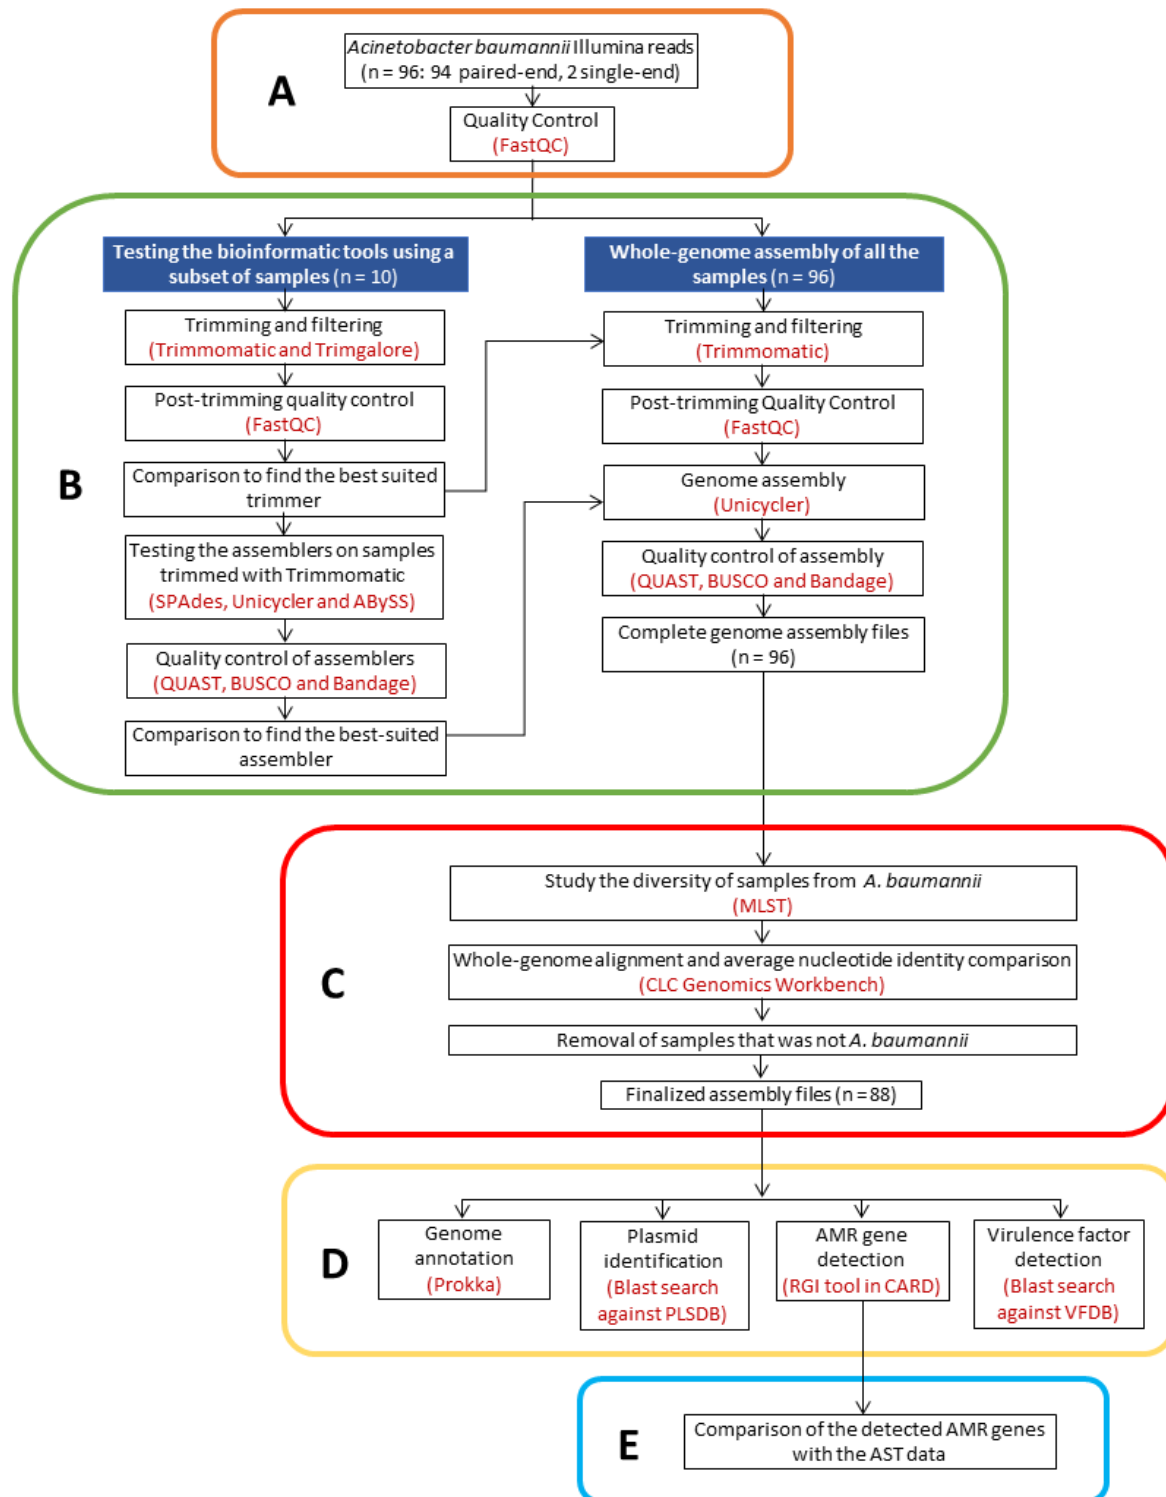 A
Acinetobacter baumannii Illumina reads
(n = 96: 94 paired-end, 2 single-end)
Quality Control
(FastQC)
B
Testing the bioinformatic tools using a
subset of samples (n = 10)
Trimming and filtering
(Trimmomatic and Trimgalore)
Post-trimming quality control
(FastQC)
Comparison to find the best suited
trimmer
Testing the assemblers on samples
trimmed with Trimmomatic
(SPAdes, Unicycler and ABySS)
Quality control of assemblers
(QUAST, BUSCO and Bandage)
Comparison to find the best-suited
assembler
Whole-genome assembly of all the
samples (n = 96)
Trimming and filtering
(Trimmomatic)
Post-trimming Quality Control
(FastQC)
Genome assembly
(Unicycler)
Quality control of assembly
(QUAST, BUSCO and Bandage)
Complete genome assembly files
(n = 96)
C
Study the diversity of samples from A. baumannii
(MLST)
Whole-genome alignment and average nucleotide identity comparison
(CLC Genomics Workbench)
Removal of samples that was not A. baumannii
Finalized assembly files (n = 88)
D
Genome
annotation
(Prokka)
Plasmid
identification
(Blast search
against PLSDB)
AMR gene
detection
(RGI tool in CARD)
Virulence factor
detection
(Blast search
against VFDB)
E
Comparison of the detected AMR genes
with the AST data